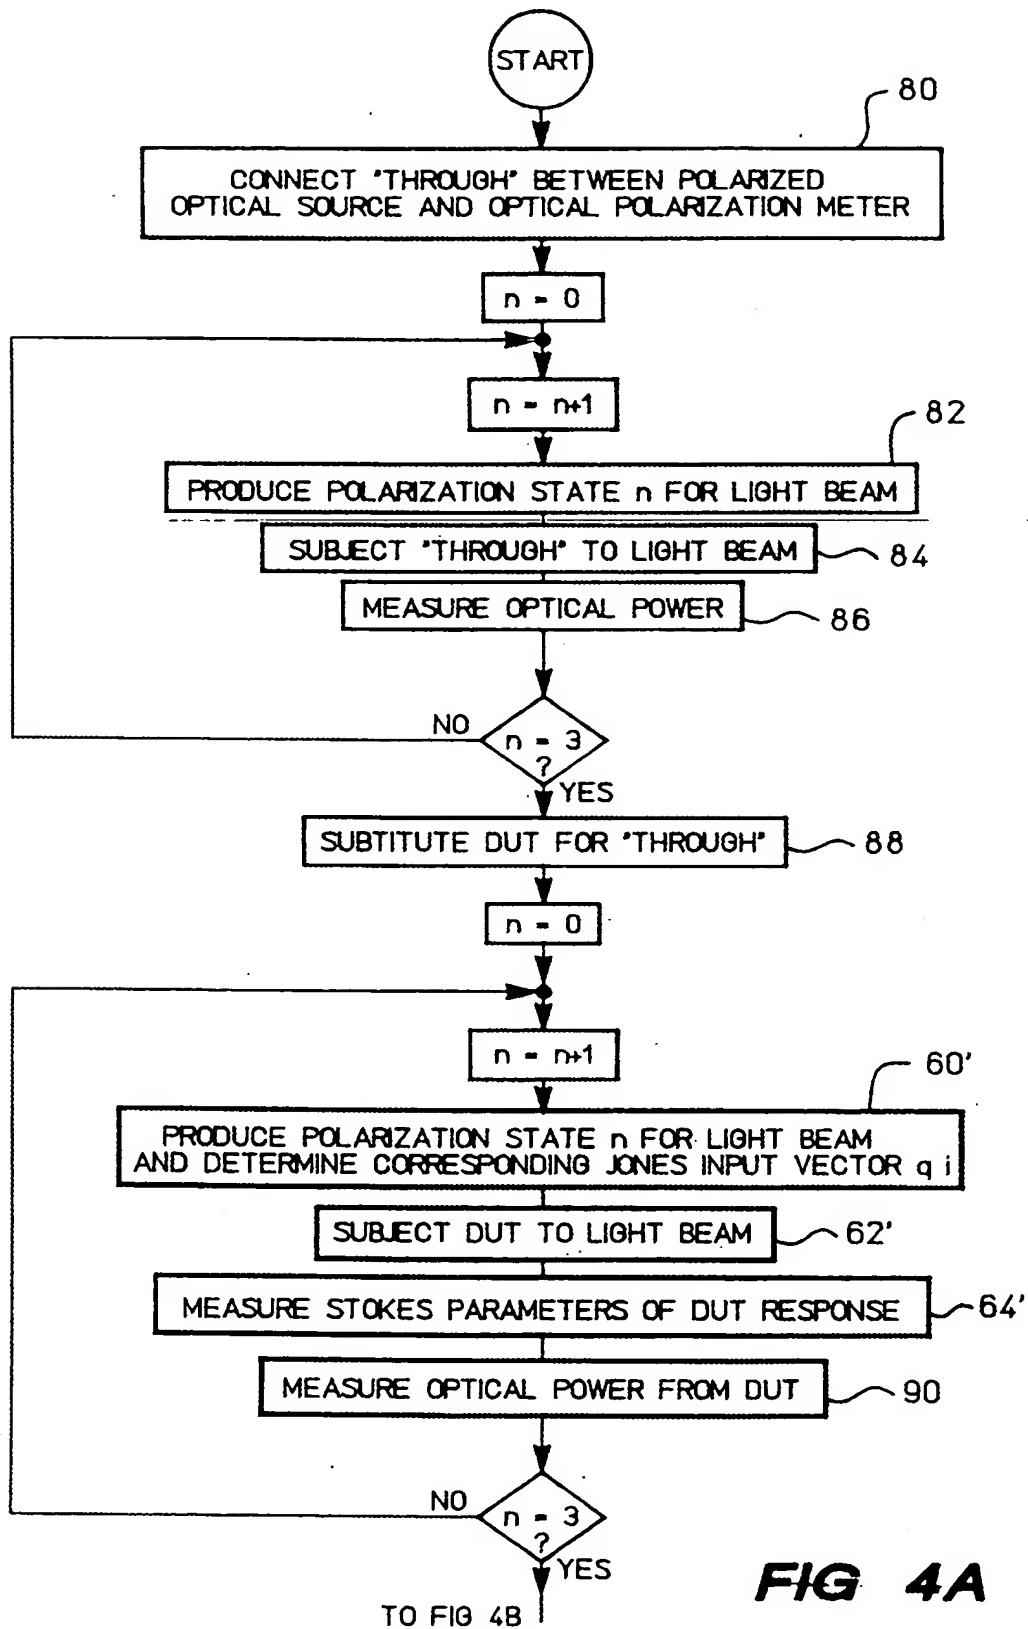 START
80
CONNECT "THROUGH" BETWEEN POLARIZED
OPTICAL SOURCE AND OPTICAL POLARIZATION METER
n = 0
n = n+1
82
PRODUCE POLARIZATION STATE n FOR LIGHT BEAM
SUBJECT "THROUGH" TO LIGHT BEAM
84
MEASURE OPTICAL POWER
86
NO
n = 3
?
YES
SUBTITUTE DUT FOR "THROUGH"
88
n = 0
n = n+1
60'
PRODUCE POLARIZATION STATE n FOR LIGHT BEAM
AND DETERMINE CORRESPONDING JONES INPUT VECTOR q i
SUBJECT DUT TO LIGHT BEAM
62'
MEASURE STOKES PARAMETERS OF DUT RESPONSE
64'
MEASURE OPTICAL POWER FROM DUT
90
NO
n = 3
?
YES
TO FIG 4B
FIG 4A